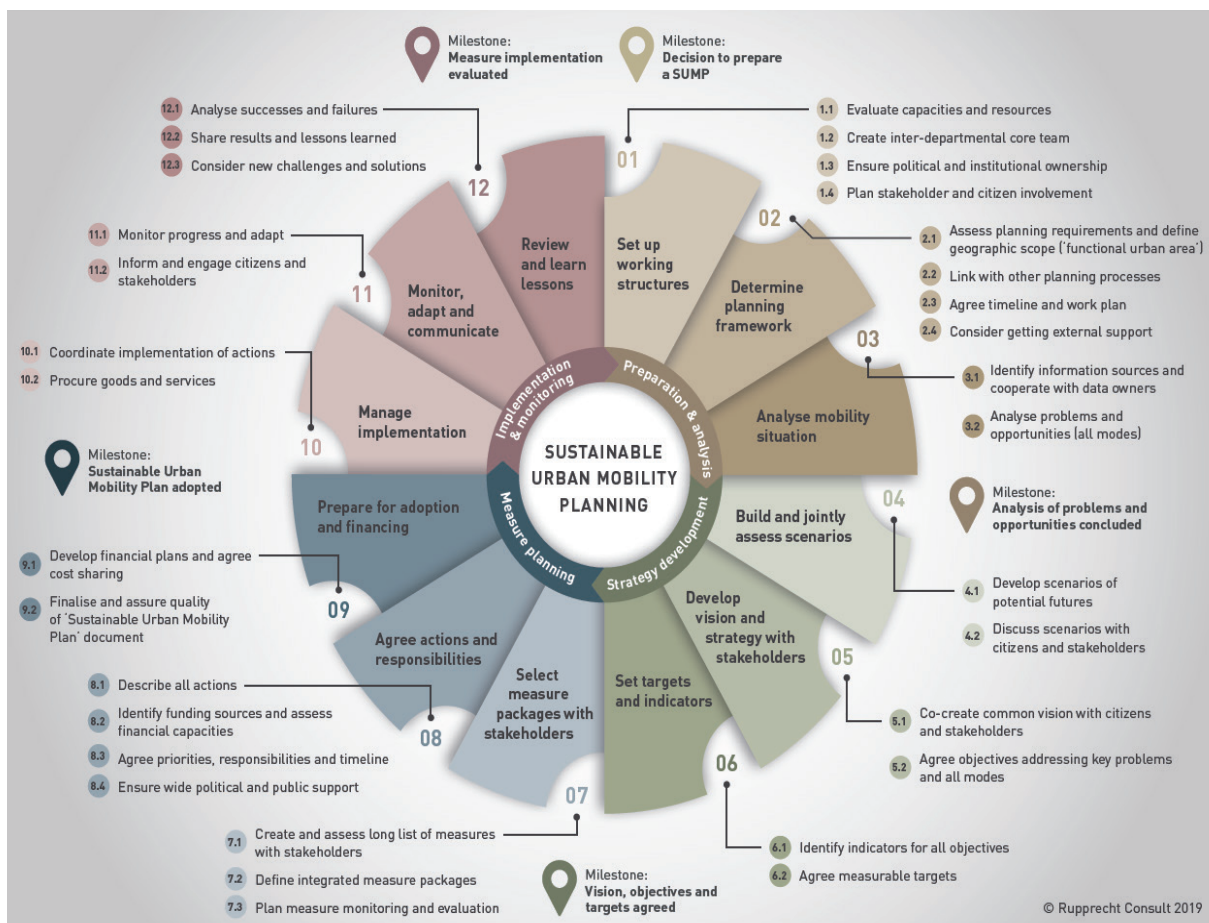 Milestone:
Measure implementation
evaluated
Milestone:
Decision to prepare
a SUMP
12.1 Analyse successes and failures
12.2 Share results and lessons learned
12.3 Consider new challenges and solutions
1.1 Evaluate capacities and resources
1.2 Create inter-departmental core team
1.3 Ensure political and institutional ownership
1.4 Plan stakeholder and citizen involvement
11.1 Monitor progress and adapt
11.2 Inform and engage citizens and
stakeholders
2.1 Assess planning requirements and define
geographic scope ('functional urban area')
2.2 Link with other planning processes
2.3 Agree timeline and work plan
2.4 Consider getting external support
10.1 Coordinate implementation of actions
10.2 Procure goods and services
3.1 Identify information sources and
cooperate with data owners
3.2 Analyse problems and
opportunities (all modes)
Milestone:
Sustainable Urban
Mobility Plan adopted
Milestone:
Analysis of problems and
opportunities concluded
01
Set up
working
structures
02
Determine
planning
framework
03
Analyse mobility
situation
04
Build and jointly
assess scenarios
05
Develop
vision and
strategy with
stakeholders
06
Set targets
and indicators
07
Select
measure
packages with
stakeholders
08
Agree actions and
responsibilities
09
Prepare for adoption
and financing
10
Manage
implementation
11
Monitor,
adapt and
communicate
12
Review
and learn
lessons
Preparation & analysis
Strategy development
Measure planning
Implementation
& monitoring
SUSTAINABLE
URBAN MOBILITY
PLANNING
9.1 Develop financial plans and agree
cost sharing
9.2 Finalise and assure quality
of 'Sustainable Urban Mobility
Plan' document
4.1 Develop scenarios of
potential futures
4.2 Discuss scenarios with
citizens and stakeholders
8.1 Describe all actions
8.2 Identify funding sources and assess
financial capacities
8.3 Agree priorities, responsibilities and timeline
8.4 Ensure wide political and public support
5.1 Co-create common vision with citizens
and stakeholders
5.2 Agree objectives addressing key problems
and all modes
7.1 Create and assess long list of measures
with stakeholders
7.2 Define integrated measure packages
7.3 Plan measure monitoring and evaluation
Milestone:
Vision, objectives and
targets agreed
6.1 Identify indicators for all objectives
6.2 Agree measurable targets
© Rupprecht Consult 2019